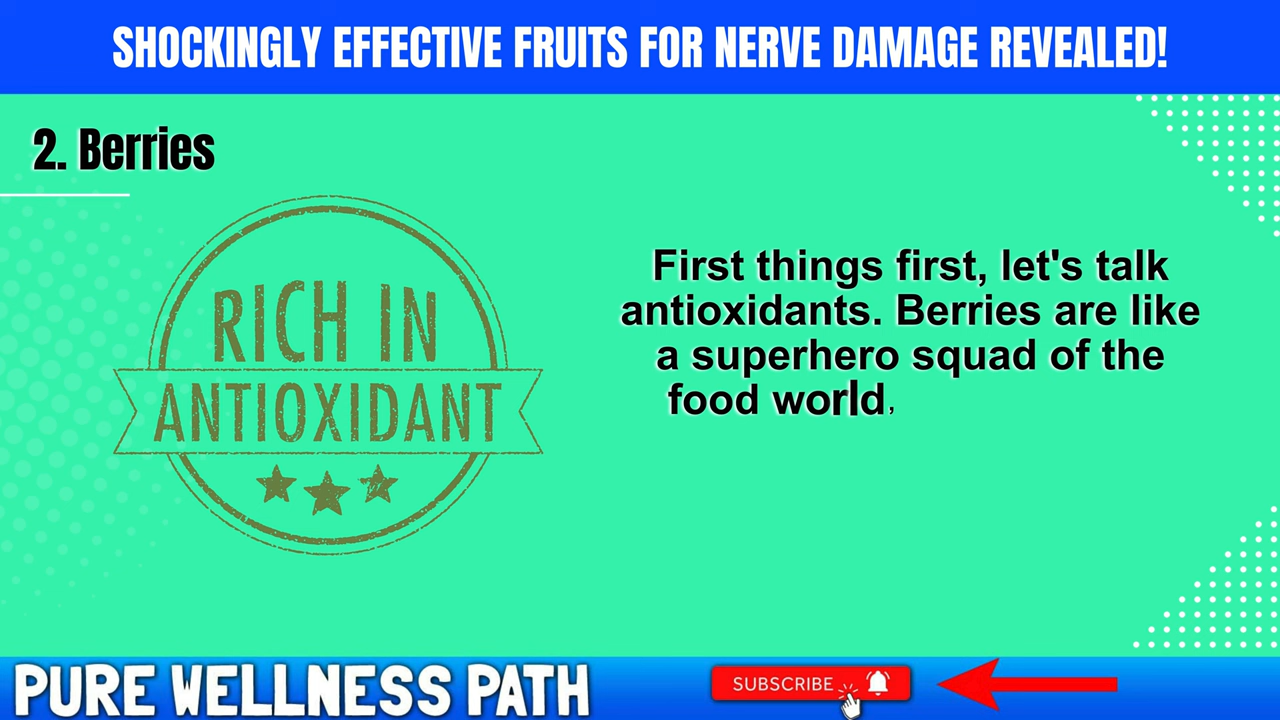 SHOCKINGLY EFFECTIVE FRUITS FOR NERVE DAMAGE REVEALED!
2. Berries
RICH IN
ANTIOXIDANT
First things first, let's talk
antioxidants. Berries are like
a superhero squad of the
food world,
PURE WELLNESS PATH
SUBSCRIBE